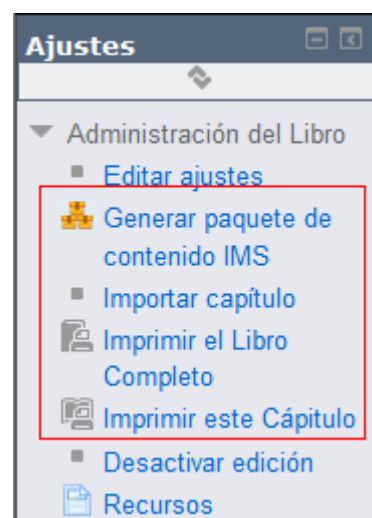 Ajustes
Administración del Libro
Editar ajustes
Generar paquete de
contenido IMS
Importar capítulo
Imprimir el Libro
Completo
Imprimir este Cápitulo
Desactivar edición
Recursos